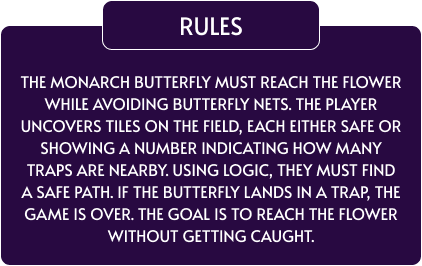 RULES
THE MONARCH BUTTERFLY MUST REACH THE FLOWER
WHILE AVOIDING BUTTERFLY NETS. THE PLAYER
UNCOVERS TILES ON THE FIELD, EACH EITHER SAFE OR
SHOWING A NUMBER INDICATING HOW MANY
TRAPS ARE NEARBY. USING LOGIC, THEY MUST FIND
A SAFE PATH. IF THE BUTTERFLY LANDS IN A TRAP, THE
GAME IS OVER. THE GOAL IS TO REACH THE FLOWER
WITHOUT GETTING CAUGHT.